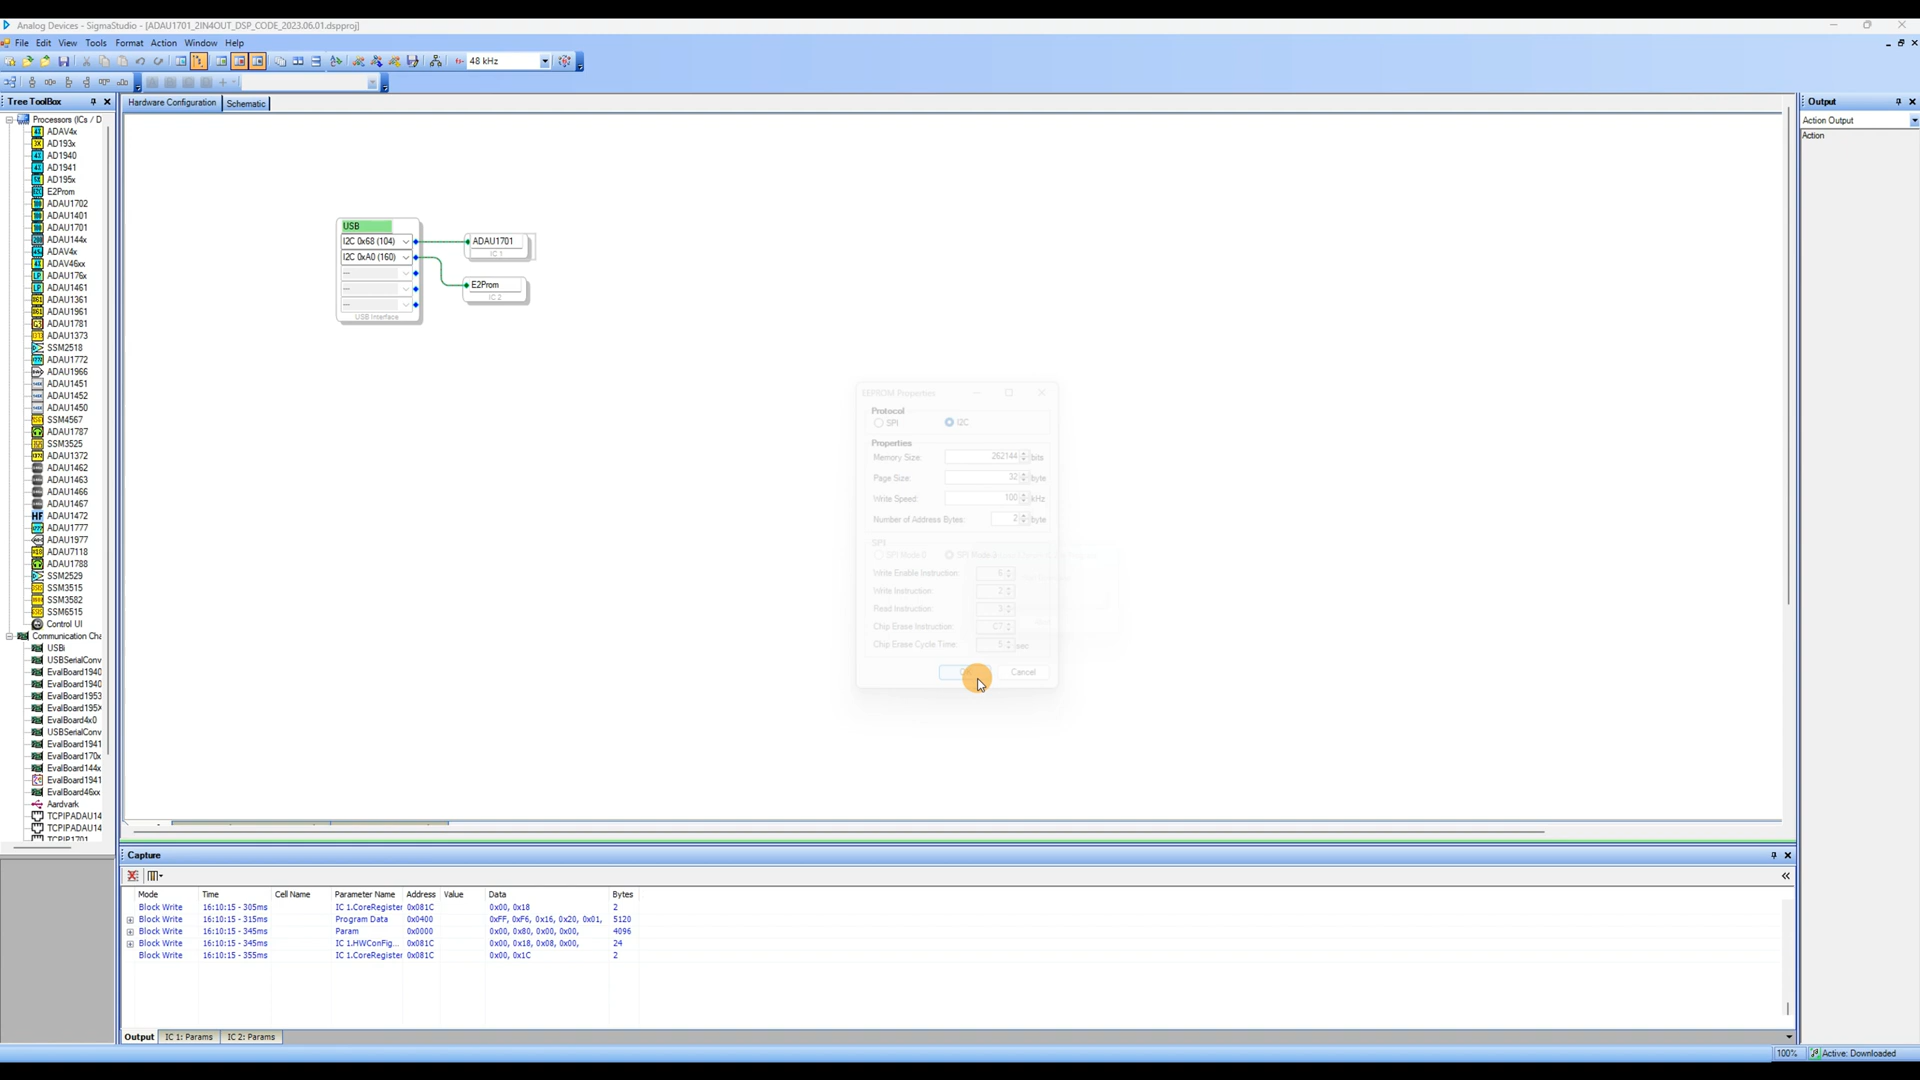 Analog Devices - SigmaStudio - [ADAU1701_2IN4OUT_DSP_CODE_2023.06.01.dspproj]
File Edit View Tools Format Action Window Help
48 kHz
Tree ToolBox
Hardware Configuration
Schematic
Output
Action Output
Action
Processors (ICs / D
ADAV4x
AD193x
AD1940
AD1941
AD195x
E2Prom
ADAU1702
ADAU1401
ADAU1701
ADAU144x
ADAV4x
ADAV46xx
ADAU176x
ADAU1461
ADAU1361
ADAU1961
ADAU1781
ADAU1373
SSM2518
ADAU1772
ADAU1966
ADAU1451
ADAU1452
ADAU1450
SSM4567
ADAU1787
SSM3525
ADAU1372
ADAU1462
ADAU1463
ADAU1466
ADAU1467
ADAU1472
ADAU1777
ADAU1977
ADAU7118
ADAU1788
SSM2529
SSM3515
SSM3582
SSM6515
Control UI
Communication Cha
USBi
USBSerialConv
EvalBoard1940
EvalBoard1940
EvalBoard1953
EvalBoard195X
EvalBoard4x0
USBSerialConv
EvalBoard1941
EvalBoard170x
EvalBoard144x
EvalBoard1941
EvalBoard46xx
Aardvark
TCPIPADAU14
TCPIPADAU14
TCPIP1701
USB
I2C 0x68 (104)
I2C 0xA0 (160)
USB Interface
ADAU1701
IC 1
E2Prom
IC 2
EEPROM Properties
Protocol
SPI
I2C
Properties
Memory Size: 262144 bits
Page Size: 32 byte
Write Speed: 100 kHz
Number of Address Bytes: 2 byte
SPI
SPI Mode 0
Write Enable Instruction: 6
Write Instruction: 2
Read Instruction: 3
Chip Erase Instruction: C7
Chip Erase Cycle Time: 5 sec
Cancel
Capture
Mode Time Cell Name Parameter Name Address Value Data Bytes
Block Write 16:10:15 - 305ms IC 1.CoreRegister 0x081C 0x00, 0x18 2
Block Write 16:10:15 - 315ms Program Data 0x0400 0xFF, 0xF6, 0x16, 0x20, 0x01, 5120
Block Write 16:10:15 - 345ms Param 0x0000 0x00, 0x80, 0x00, 0x00, 4096
Block Write 16:10:15 - 345ms IC 1.HWConFig... 0x081C 0x00, 0x18, 0x08, 0x00, 24
Block Write 16:10:15 - 355ms IC 1.CoreRegister 0x081C 0x00, 0x1C 2
Output
IC 1: Params
IC 2: Params
100%
Active: Downloaded